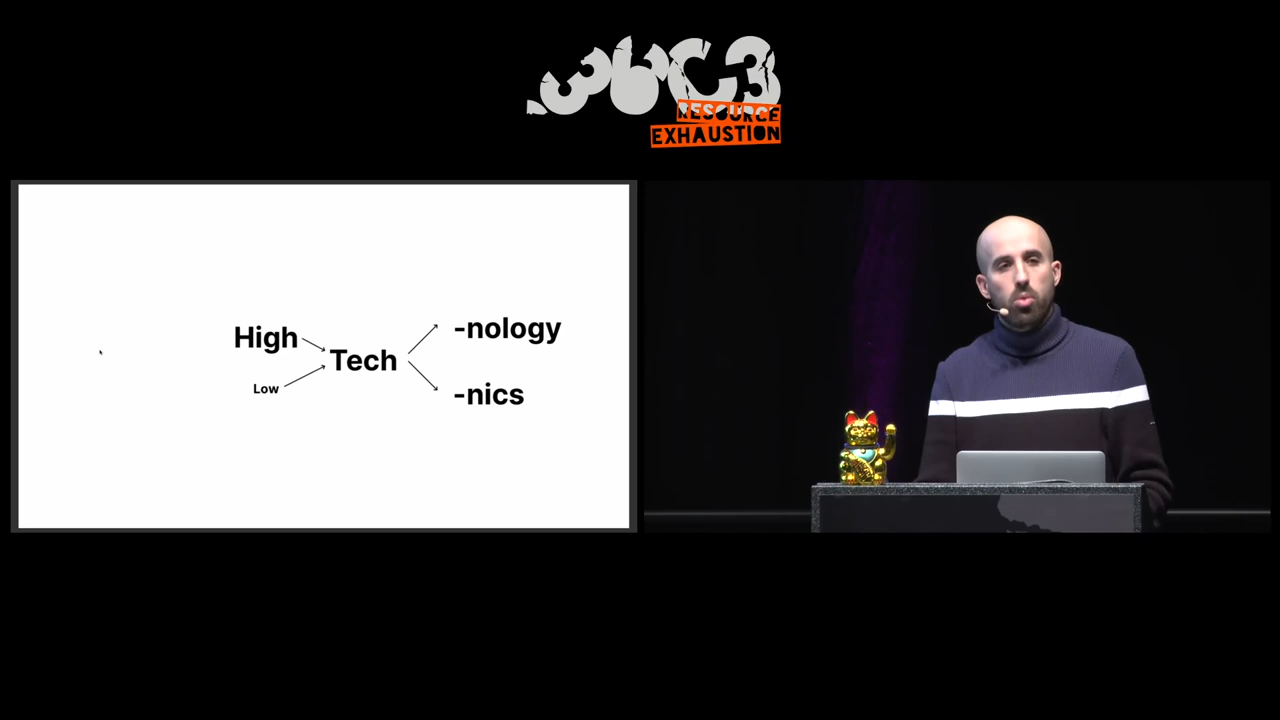 36C3
RESOURCE
EXHAUSTION
High
Low
Tech
-nology
-nics